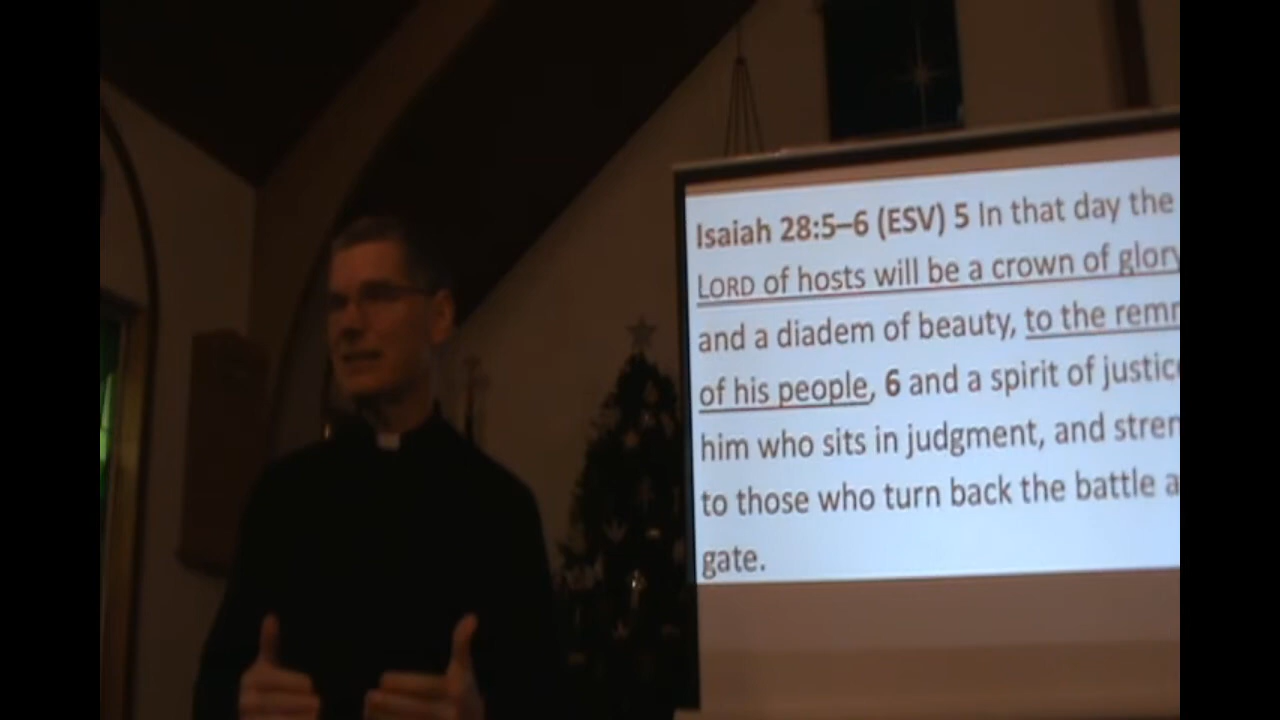 Isaiah 28:5–6 (ESV) 5 In that day the
LORD of hosts will be a crown of glory
and a diadem of beauty, to the remn
of his people, 6 and a spirit of justic
him who sits in judgment, and stren
to those who turn back the battle a
gate.